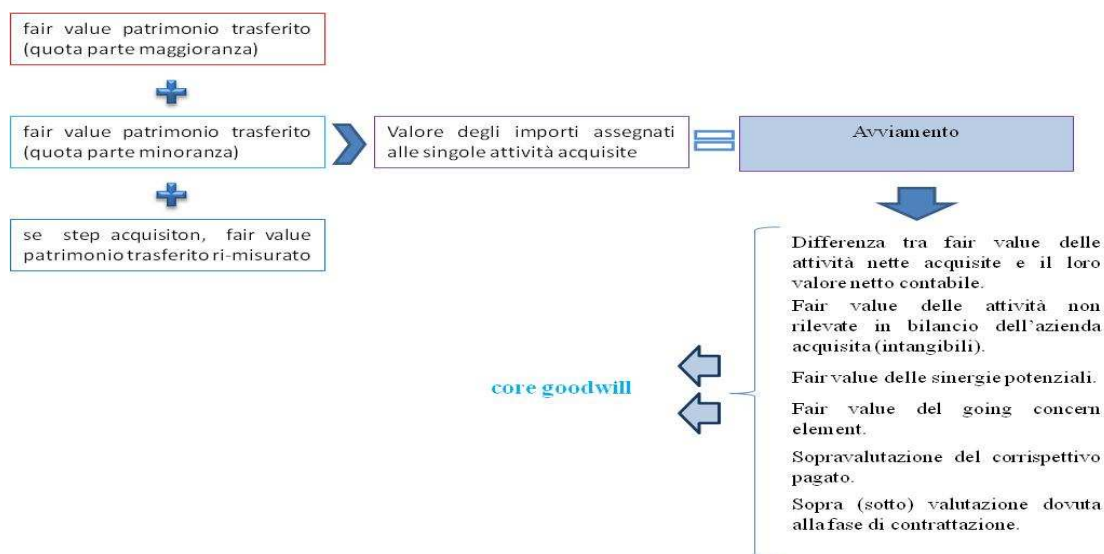 fair value patrimonio trasferito
(quota parte maggioranza)
fair value patrimonio trasferito
(quota parte minoranza)
se step acquisiton, fair value
patrimonio trasferito ri-misurato
Valore degli importi assegnati
alle singole attività acquisite
Avviamento
Differenza tra fair value delle
attività nette acquisite e il loro
valore netto contabile.
Fair value delle attività non
rilevate in bilancio dell'azienda
acquisita (intangibili).
Fair value delle sinergie potenziali.
Fair value del going concern
element.
Sopravalutazione del corrispettivo
pagato.
Sopra (sotto) valutazione dovuta
alla fase di contrattazione.
core goodwill